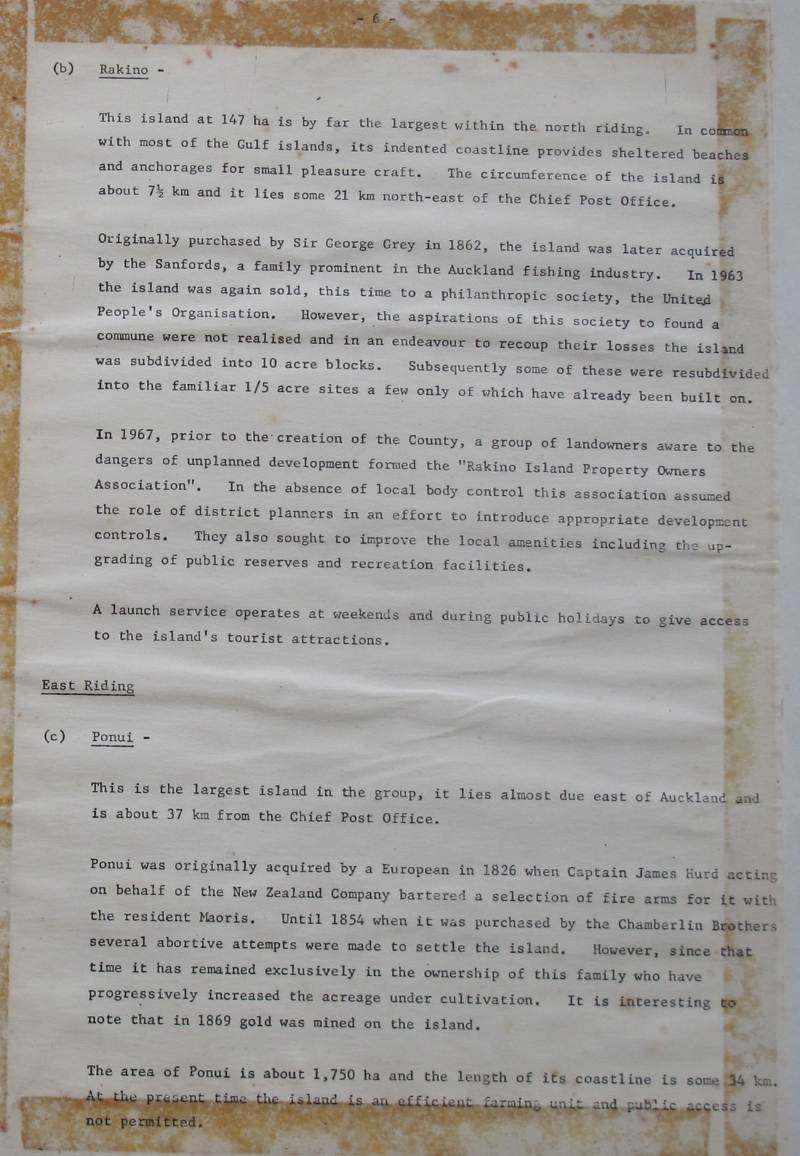 - 6 -
(b) Rakino -
This island at 147 ha is by far the largest within the north riding. In common
with most of the Gulf islands, its indented coastline provides sheltered beaches
and anchorages for small pleasure craft. The circumference of the island is
about 7½ km and it lies some 21 km north-east of the Chief Post Office.
Originally purchased by Sir George Grey in 1862, the island was later acquired
by the Sanfords, a family prominent in the Auckland fishing industry. In 1963
the island was again sold, this time to a philanthropic society, the United
People's Organisation. However, the aspirations of this society to found a
commune were not realised and in an endeavour to recoup their losses the island
was subdivided into 10 acre blocks. Subsequently some of these were resubdivided
into the familiar 1/5 acre sites a few only of which have already been built on.
In 1967, prior to the creation of the County, a group of landowners aware to the
dangers of unplanned development formed the "Rakino Island Property Owners
Association". In the absence of local body control this association assumed
the role of district planners in an effort to introduce appropriate development
controls. They also sought to improve the local amenities including the up-
grading of public reserves and recreation facilities.
A launch service operates at weekends and during public holidays to give access
to the island's tourist attractions.
East Riding
(c) Ponui -
This is the largest island in the group, it lies almost due east of Auckland and
is about 37 km from the Chief Post Office.
Ponui was originally acquired by a European in 1826 when Captain James Hurd acting
on behalf of the New Zealand Company bartered a selection of fire arms for it with
the resident Maoris. Until 1854 when it was purchased by the Chamberlin Brothers
several abortive attempts were made to settle the island. However, since that
time it has remained exclusively in the ownership of this family who have
progressively increased the acreage under cultivation. It is interesting to
note that in 1869 gold was mined on the island.
The area of Ponui is about 1,750 ha and the length of its coastline is some 34 km.
At the present time the island is an efficient farming unit and public access is
not permitted.